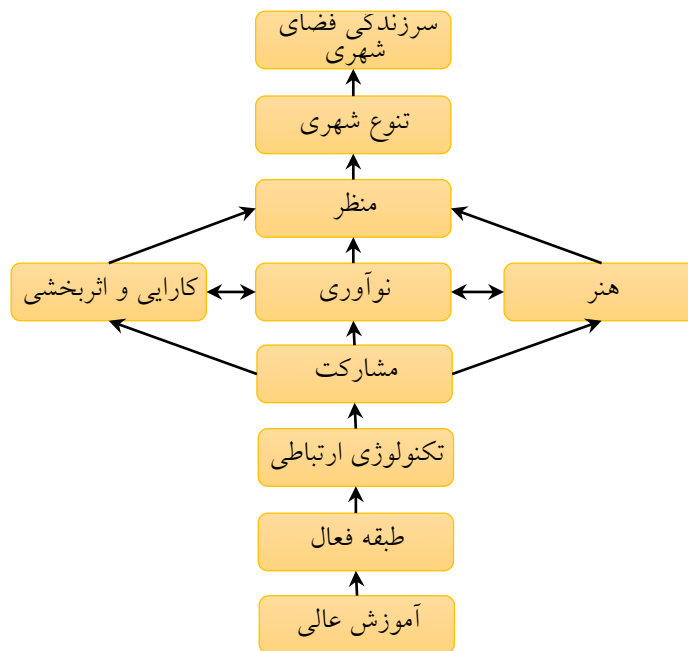 سرزندگی فضای
شهری
تنوع شهری
منظر
هنر
نوآوری
کارایی و اثربخشی
مشارکت
تکنولوژی ارتباطی
طبقه فعال
آموزش عالی